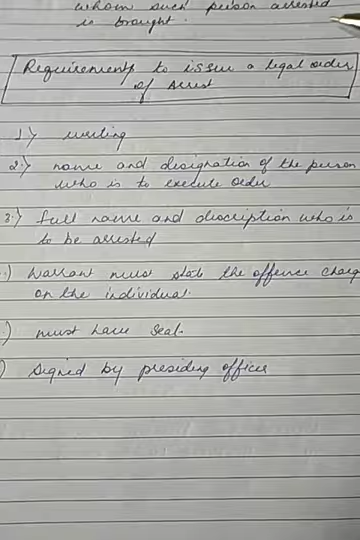 whom such person arrested
is brought.
Requirements to issue a legal order
of Arrest
1.) writing
2.) name and designation of the person
who is to execute order
3.) full name and discription who is
to be arrested
.) Warrant must state the offence charg
on the individual.
.) must have seal.
) signed by presiding officer